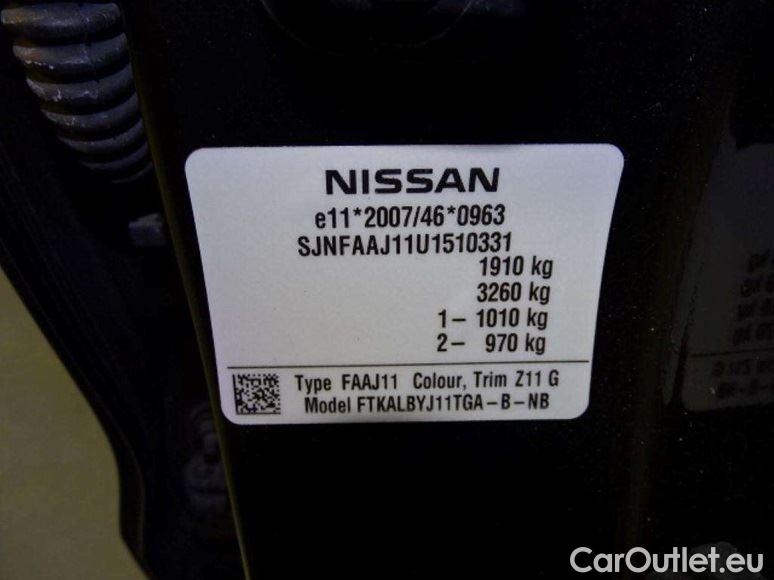 NISSAN
e11*2007/46*0963
SJNFAAJ11U1510331
1910 kg
3260 kg
1– 1010 kg
2– 970 kg
Type FAAJ11 Colour, Trim Z11 G
Model FTKALBYJ11TGA–B–NB
CarOutlet.eu